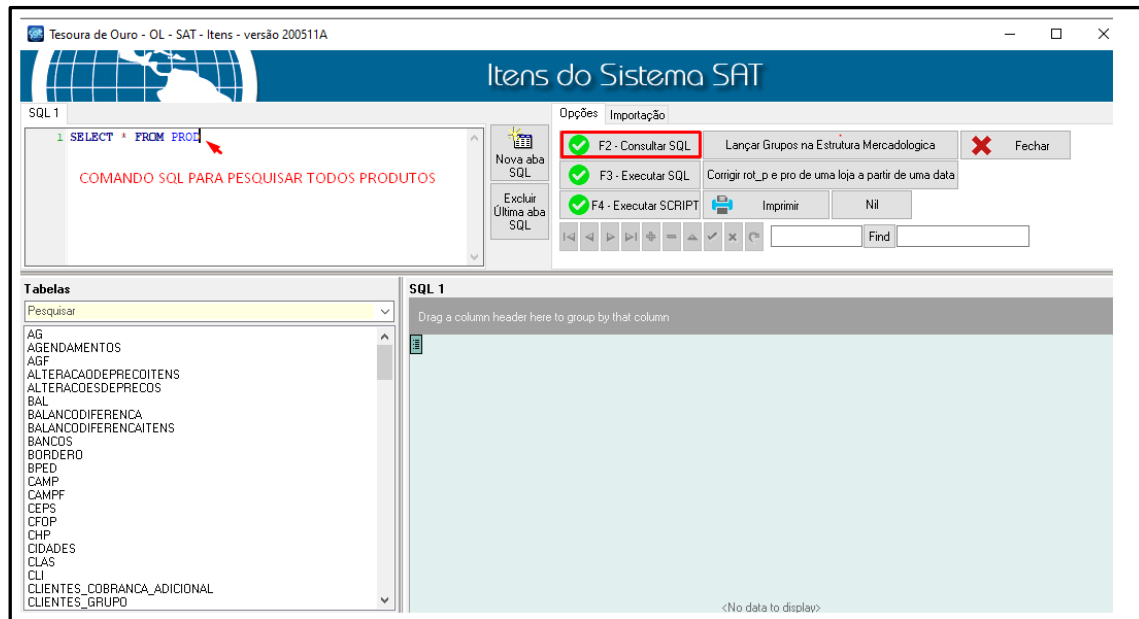 Tesoura de Ouro - OL - SAT - Itens - versão 200511A
Itens do Sistema SAT
SQL 1
1 SELECT * FROM PROD
COMANDO SQL PARA PESQUISAR TODOS PRODUTOS
Nova aba
SQL
Excluir
Última aba
SQL
Opções Importação
F2 - Consultar SQL Lançar Grupos na Estrutura Mercadologica Fechar
F3 - Executar SQL Corrigir rot_p e pro de uma loja a partir de uma data
F4 - Executar SCRIPT Imprimir Nil
Find
Tabelas
Pesquisar
AG
AGENDAMENTOS
AGF
ALTERACAODEPRECOITENS
ALTERACOESDEPRECOS
BAL
BALANCODIFERENCA
BALANCODIFERENCAITENS
BANCOS
BORDERO
BPED
CAMP
CAMPF
CEPS
CFOP
CHP
CIDADES
CLAS
CLI
CLIENTES_COBRANCA_ADICIONAL
CLIENTES_GRUPO
SQL 1
Drag a column header here to group by that column
<No data to display>